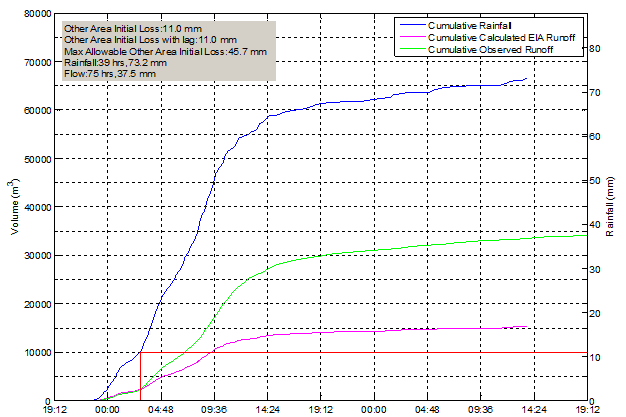 Other Area Initial Loss:11.0 mm
Other Area Initial Loss with lag:11.0 mm
Max Allowable Other Area Initial Loss:45.7 mm
Rainfall:39 hrs,73.2 mm
Flow:75 hrs,37.5 mm
Cumulative Rainfall
Cumulative Calculated EIA Runoff
Cumulative Observed Runoff
80000
70000
60000
50000
40000
30000
20000
10000
0
Volume (m³)
80
70
60
50
40
30
20
10
0
Rainfall (mm)
19:12 00:00 04:48 09:36 14:24 19:12 00:00 04:48 09:36 14:24 19:12